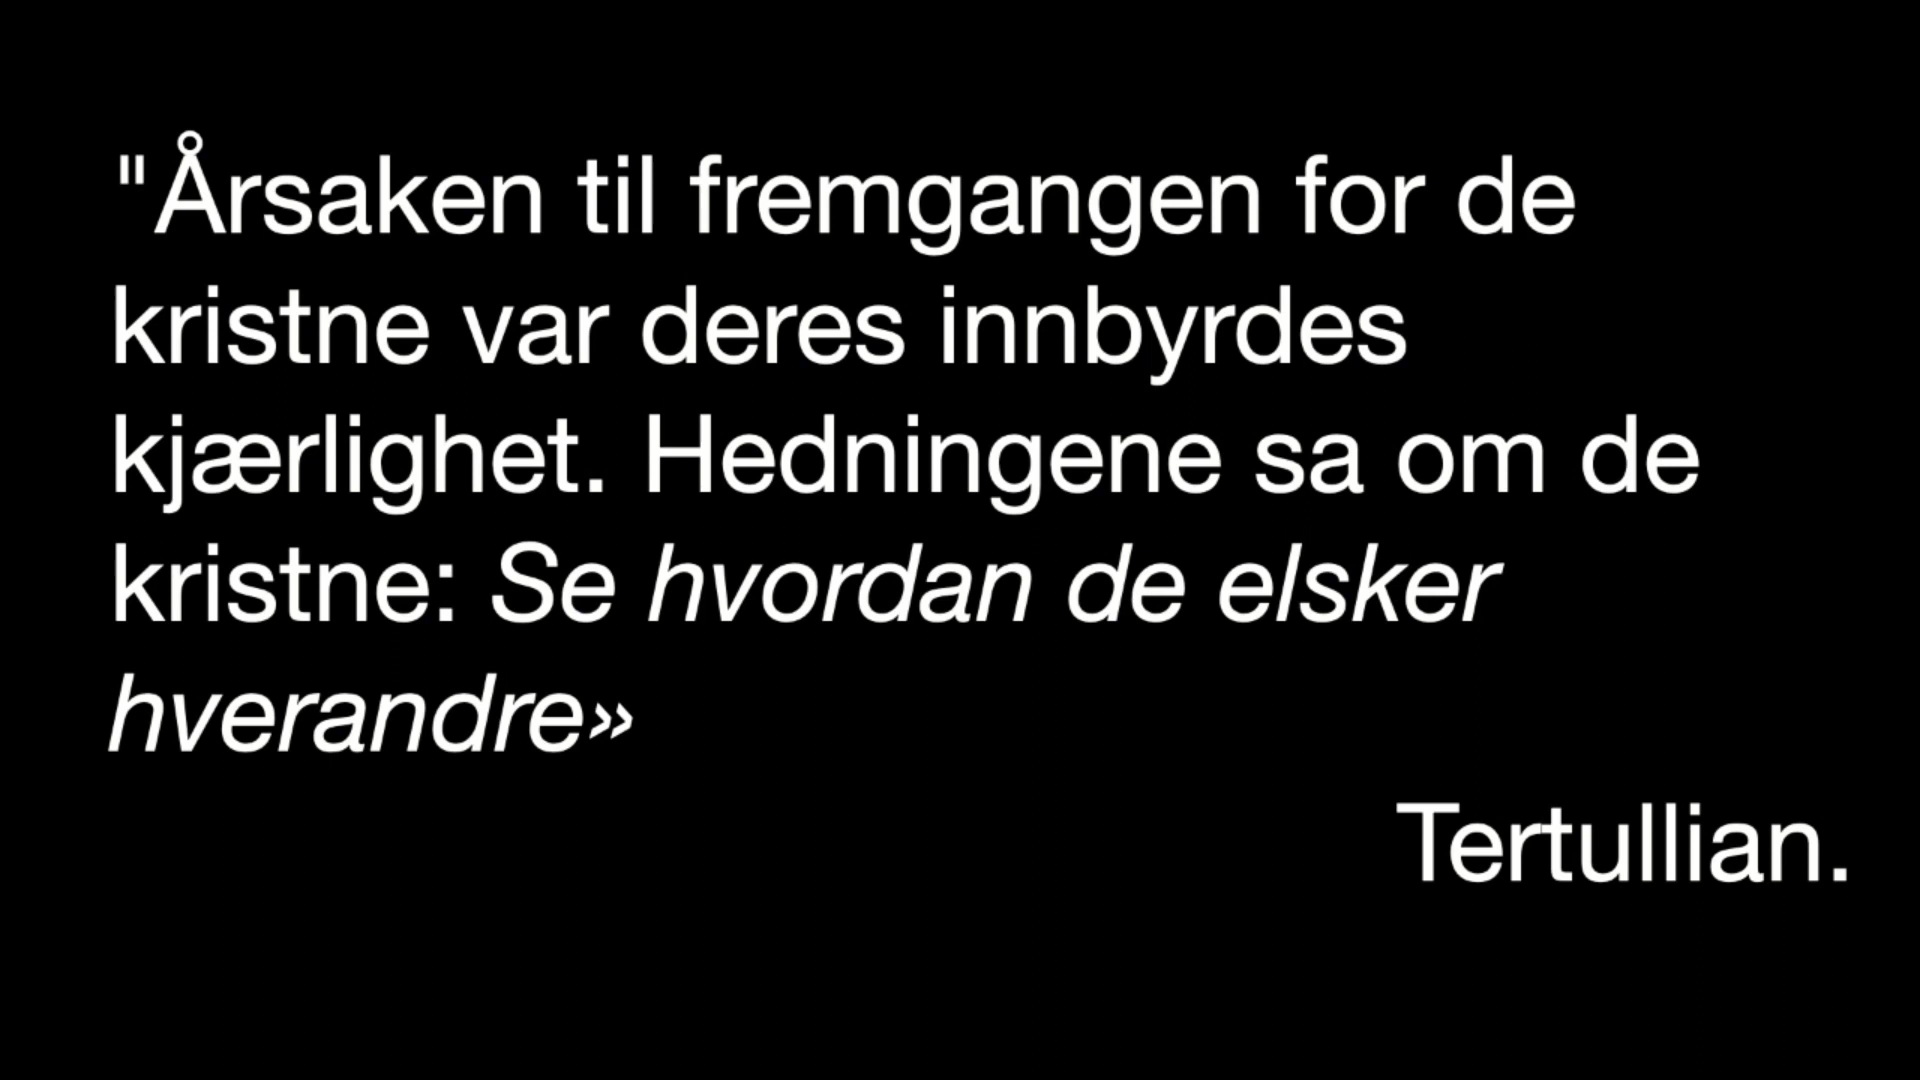 "Årsaken til fremgangen for de
kristne var deres innbyrdes
kjærlighet. Hedningene sa om de
kristne: Se hvordan de elsker
hverandre»
Tertullian.